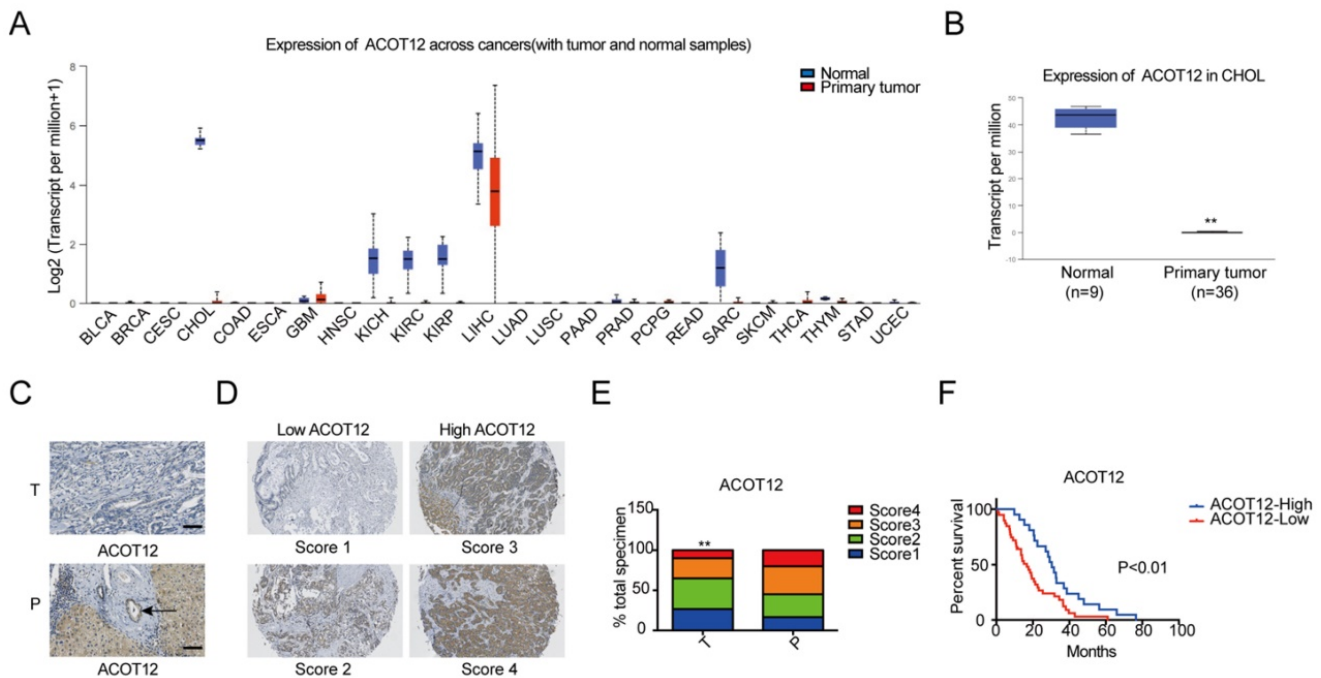 A
Expression of ACOT12 across cancers(with tumor and normal samples)
Normal
Primary tumor
Log2 (Transcript per million+1)
8
6
4
2
0
BLCA
BRCA
CESC
CHOL
COAD
ESCA
GBM
HNSC
KICH
KIRC
KIRP
LIHC
LUAD
LUSC
PAAD
PRAD
PCPG
READ
SARC
SKCM
THCA
THYM
STAD
UCEC
B
Expression of ACOT12 in CHOL
Transcript per million
50
40
30
20
10
0
-10
**
Normal
(n=9)
Primary tumor
(n=36)
C
T
ACOT12
P
ACOT12
D
Low ACOT12
High ACOT12
Score 1
Score 3
Score 2
Score 4
E
ACOT12
% total specimen
150
100
50
0
**
T
P
Score4
Score3
Score2
Score1
F
ACOT12
ACOT12-High
ACOT12-Low
P<0.01
Percent survival
100
50
0
0 20 40 60 80 100
Months